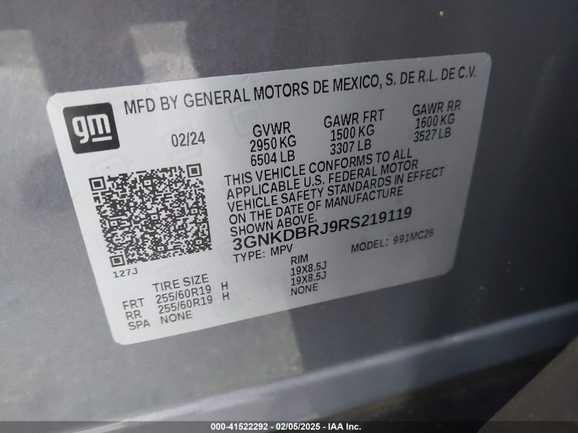 gm
MFD BY GENERAL MOTORS DE MEXICO, S. DE R.L. DE C.V.
02/24
GVWR GAWR FRT GAWR RR
2950 KG 1500 KG 1600 KG
6504 LB 3307 LB 3527 LB
THIS VEHICLE CONFORMS TO ALL
APPLICABLE U.S. FEDERAL MOTOR
VEHICLE SAFETY STANDARDS IN EFFECT
ON THE DATE OF MANUFACTURE
SHOWN ABOVE.
3GNKDBRJ9RS219119
TYPE: MPV MODEL: 991MC26
127J
TIRE SIZE RIM
FRT 255/60R19 H 19X8.5J
RR 255/60R19 H 19X8.5J
SPA NONE NONE
000-41522292 - 02/05/2025 - IAAI.COM